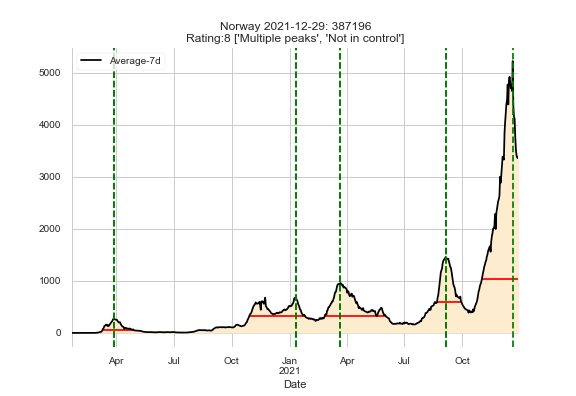 Norway 2021-12-29: 387196
Rating:8 ['Multiple peaks', 'Not in control']
Average-7d
5000
4000
3000
2000
1000
0
Apr Jul Oct Jan Apr Jul Oct
2021
Date